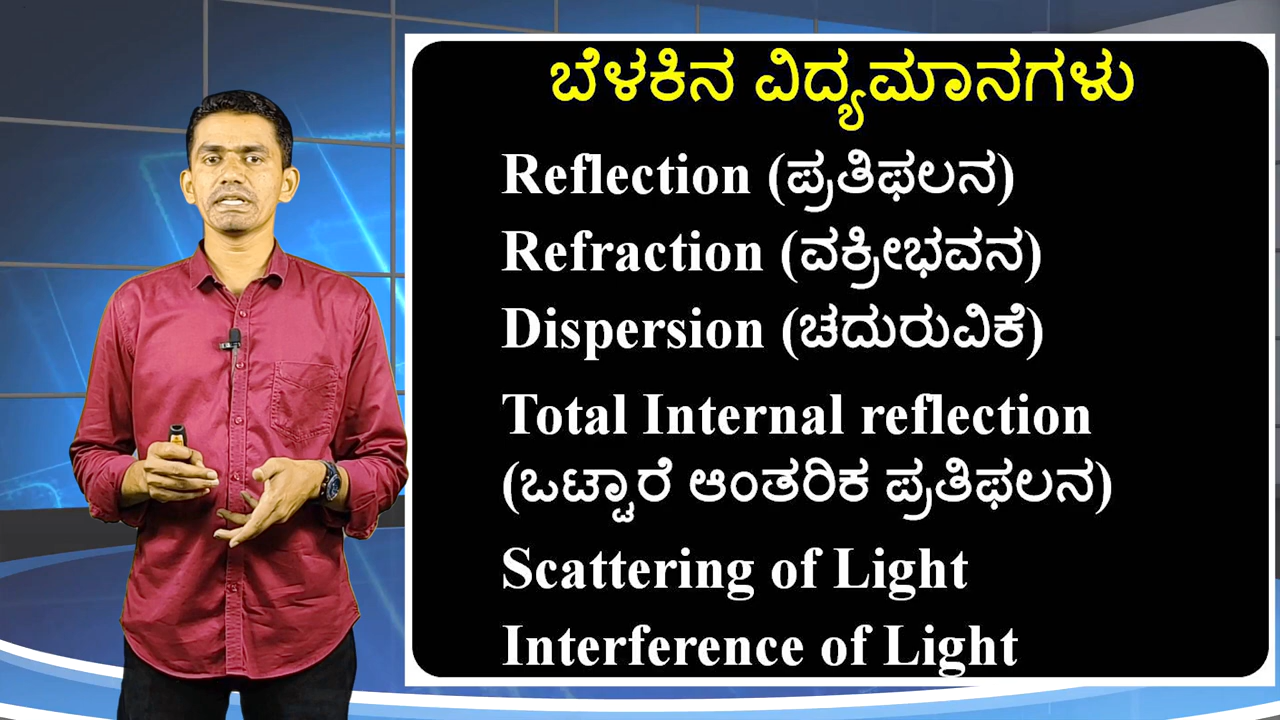 ಬೆಳಕಿನ ವಿದ್ಯಮಾನಗಳು
Reflection (ಪ್ರತಿಫಲನ)
Refraction (ವಕ್ರೀಭವನ)
Dispersion (ಚದುರುವಿಕೆ)
Total Internal reflection
(ಒಟ್ಟಾರೆ ಆಂತರಿಕ ಪ್ರತಿಫಲನ)
Scattering of Light
Interference of Light